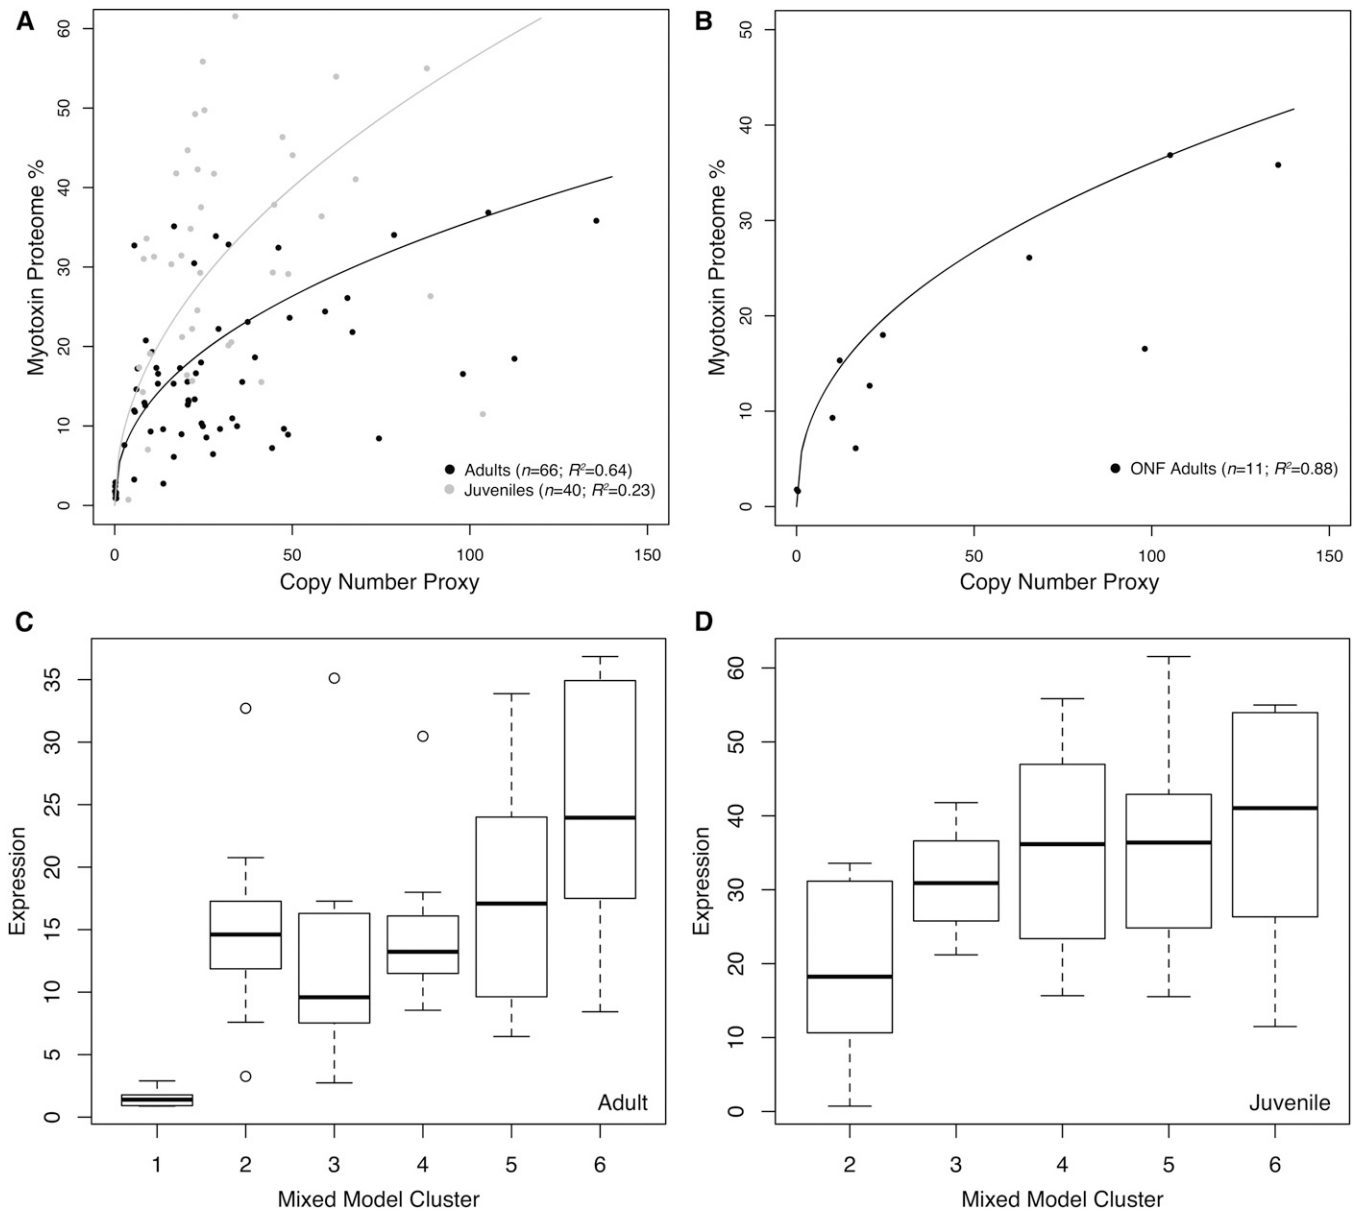 A
Myotoxin Proteome %
60
50
40
30
20
10
0
Adults (n=66; R²=0.64)
Juveniles (n=40; R²=0.23)
0 50 100 150
Copy Number Proxy
B
Myotoxin Proteome %
50
40
30
20
10
0
ONF Adults (n=11; R²=0.88)
0 50 100 150
Copy Number Proxy
C
Expression
35
30
25
20
15
10
5
0
Adult
1 2 3 4 5 6
Mixed Model Cluster
D
Expression
60
50
40
30
20
10
0
Juvenile
2 3 4 5 6
Mixed Model Cluster